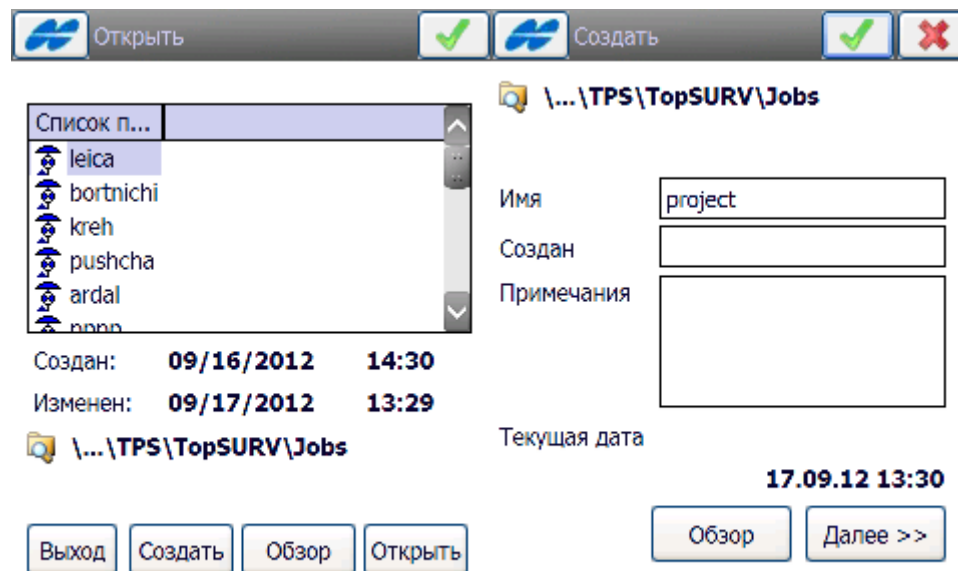 Открыть
Список п...
leica
bortnichi
kreh
pushcha
ardal
Создан: 09/16/2012 14:30
Изменен: 09/17/2012 13:29
\...\TPS\TopSURV\Jobs
Выход Создать Обзор Открыть
Создать
\...\TPS\TopSURV\Jobs
Имя project
Создан
Примечания
Текущая дата
17.09.12 13:30
Обзор Далее >>